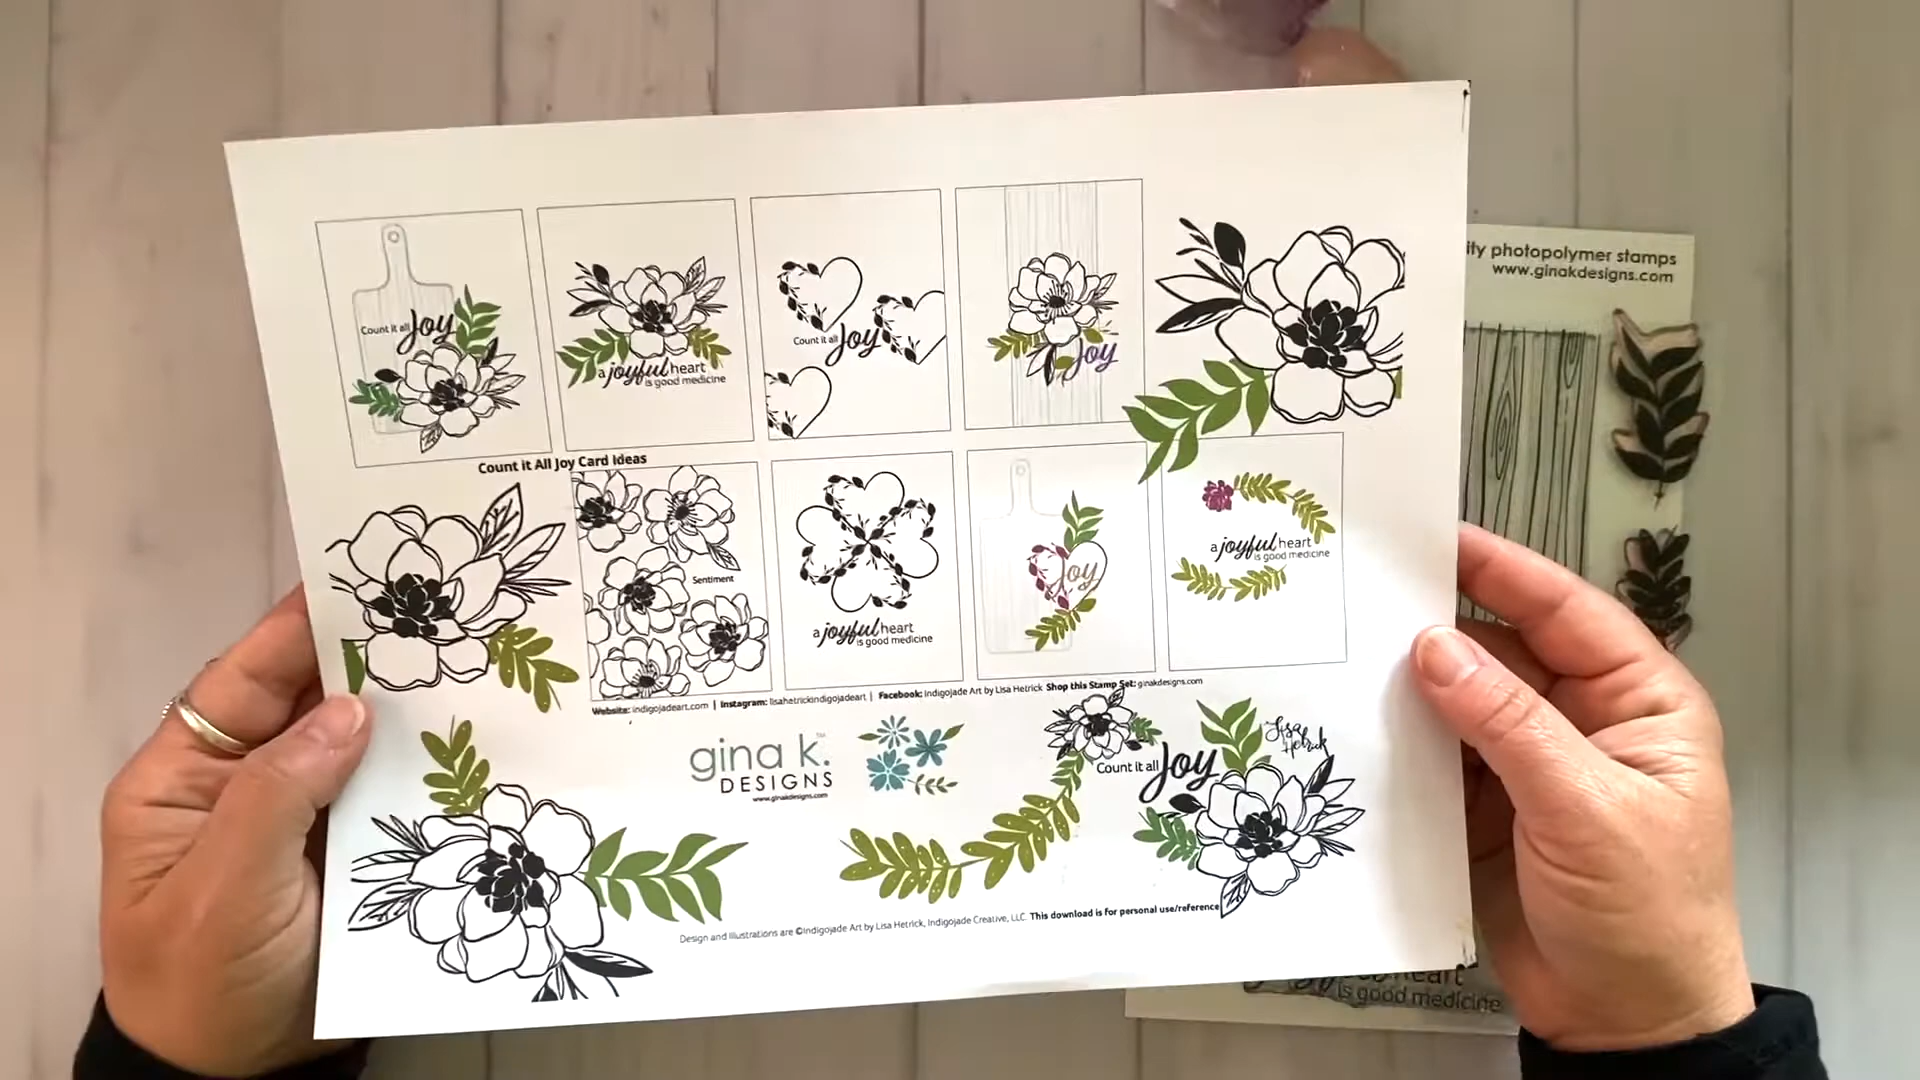 ity photopolymer stamps
www.ginakdesigns.com
Count it all Joy
a joyful heart
is good medicine
Count it all Joy
Joy
Count it All Joy Card Ideas
Sentiment
a joyful heart
is good medicine
Joy
a joyful heart
is good medicine
Website: indigojadeart.com | Instagram: lisahetrickindigojadeart | Facebook: Indigojade Art by Lisa Hetrick Shop this Stamp Set: ginakdesigns.com
gina k.™
DESIGNS
www.ginakdesigns.com
Count it all Joy
Lisa
Hetrick
Design and Illustrations are ©Indigojade Art by Lisa Hetrick, Indigojade Creative, LLC. This download is for personal use/reference
heart
is good medicine